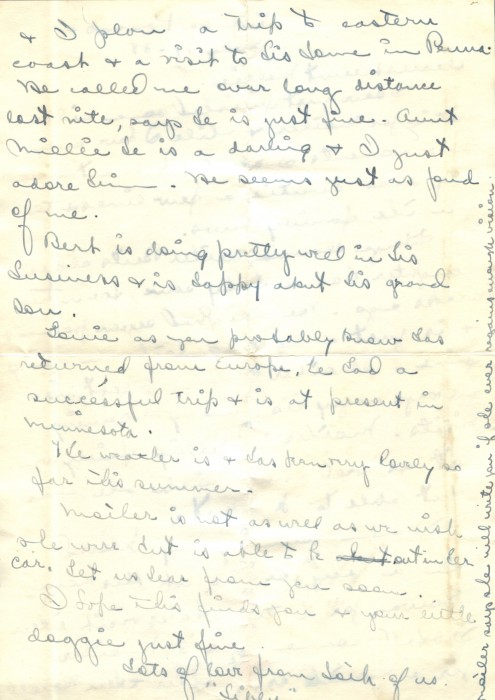 & I plan a trip to eastern
coast & a visit to his home in Penna.
He called me over long distance
last nite, says he is just fine. Aunt
Millie he is a darling & I just
adore him. He seems just as fond
of me.
Bert is doing pretty well in his
business & is happy about his grand
son.
as you probably know has
returned from Europe, he had a
successful trip & is at present in
Minnesota.
The weather is & has been very lovely so
far this summer.
Mother is not as well as we wish
she were but is able to be out in her
car. Let us hear from you soon.
I hope this finds you & your little
doggie just fine.
Lots of love from both of us.
Mother says she will write you if she ever regains enough vision.